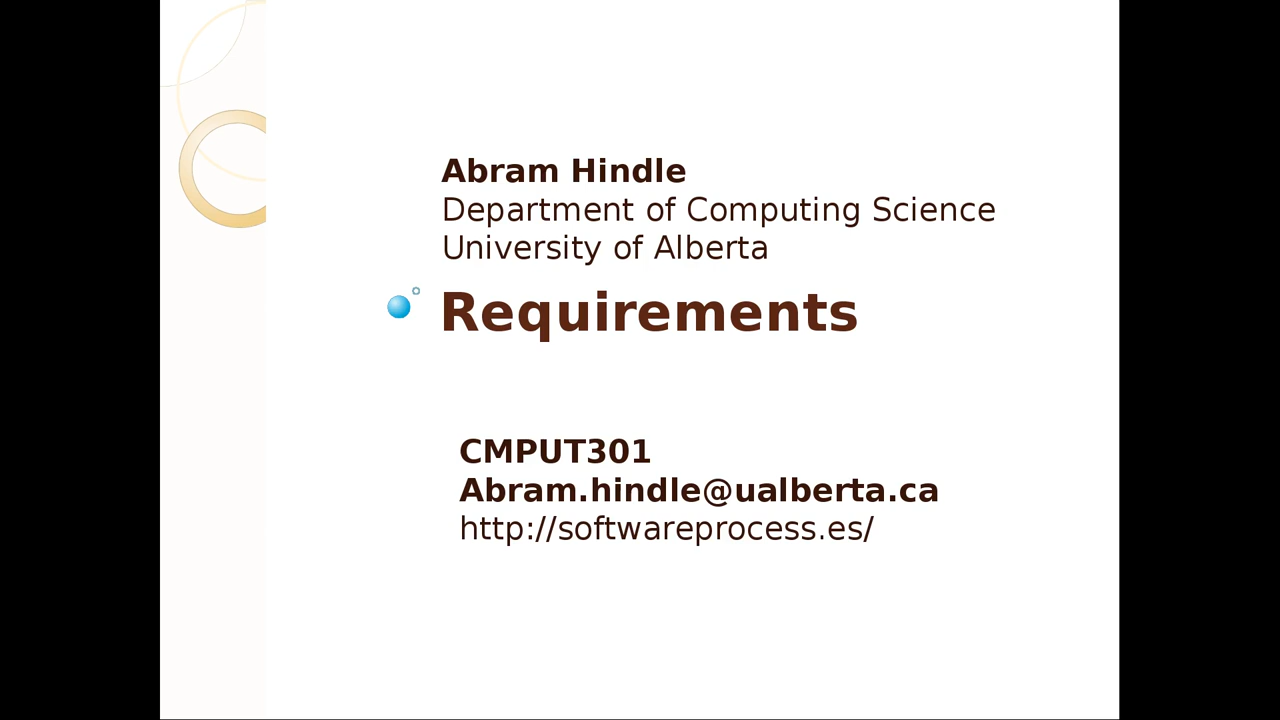 Abram Hindle
Department of Computing Science
University of Alberta
Requirements
CMPUT301
Abram.hindle@ualberta.ca
http://softwareprocess.es/